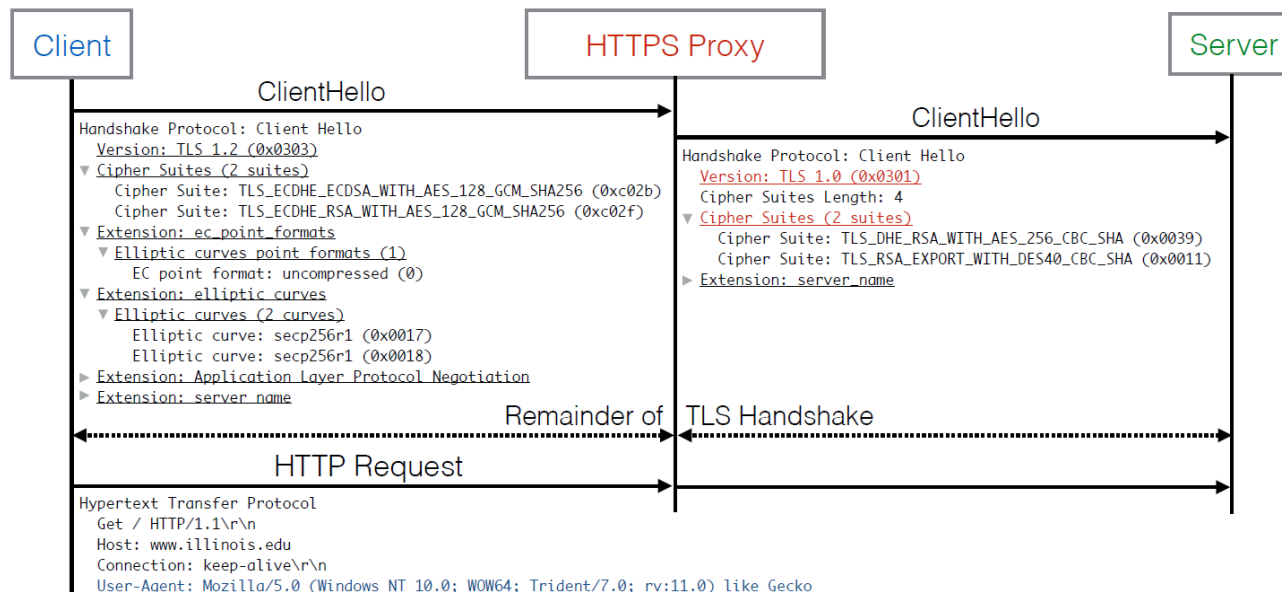 Client
HTTPS Proxy
Server
ClientHello
Handshake Protocol: Client Hello
Version: TLS 1.2 (0x0303)
▼ Cipher Suites (2 suites)
Cipher Suite: TLS_ECDHE_ECDSA_WITH_AES_128_GCM_SHA256 (0xc02b)
Cipher Suite: TLS_ECDHE_RSA_WITH_AES_128_GCM_SHA256 (0xc02f)
▼ Extension: ec_point_formats
▼ Elliptic curves point formats (1)
EC point format: uncompressed (0)
▼ Extension: elliptic curves
▼ Elliptic curves (2 curves)
Elliptic curve: secp256r1 (0x0017)
Elliptic curve: secp256r1 (0x0018)
▶ Extension: Application Layer Protocol Negotiation
▶ Extension: server name
ClientHello
Handshake Protocol: Client Hello
Version: TLS 1.0 (0x0301)
Cipher Suites Length: 4
▼ Cipher Suites (2 suites)
Cipher Suite: TLS_DHE_RSA_WITH_AES_256_CBC_SHA (0x0039)
Cipher Suite: TLS_RSA_EXPORT_WITH_DES40_CBC_SHA (0x0011)
▶ Extension: server_name
Remainder of TLS Handshake
HTTP Request
Hypertext Transfer Protocol
Get / HTTP/1.1\r\n
Host: www.illinois.edu
Connection: keep-alive\r\n
User-Agent: Mozilla/5.0 (Windows NT 10.0; WOW64; Trident/7.0; rv:11.0) like Gecko